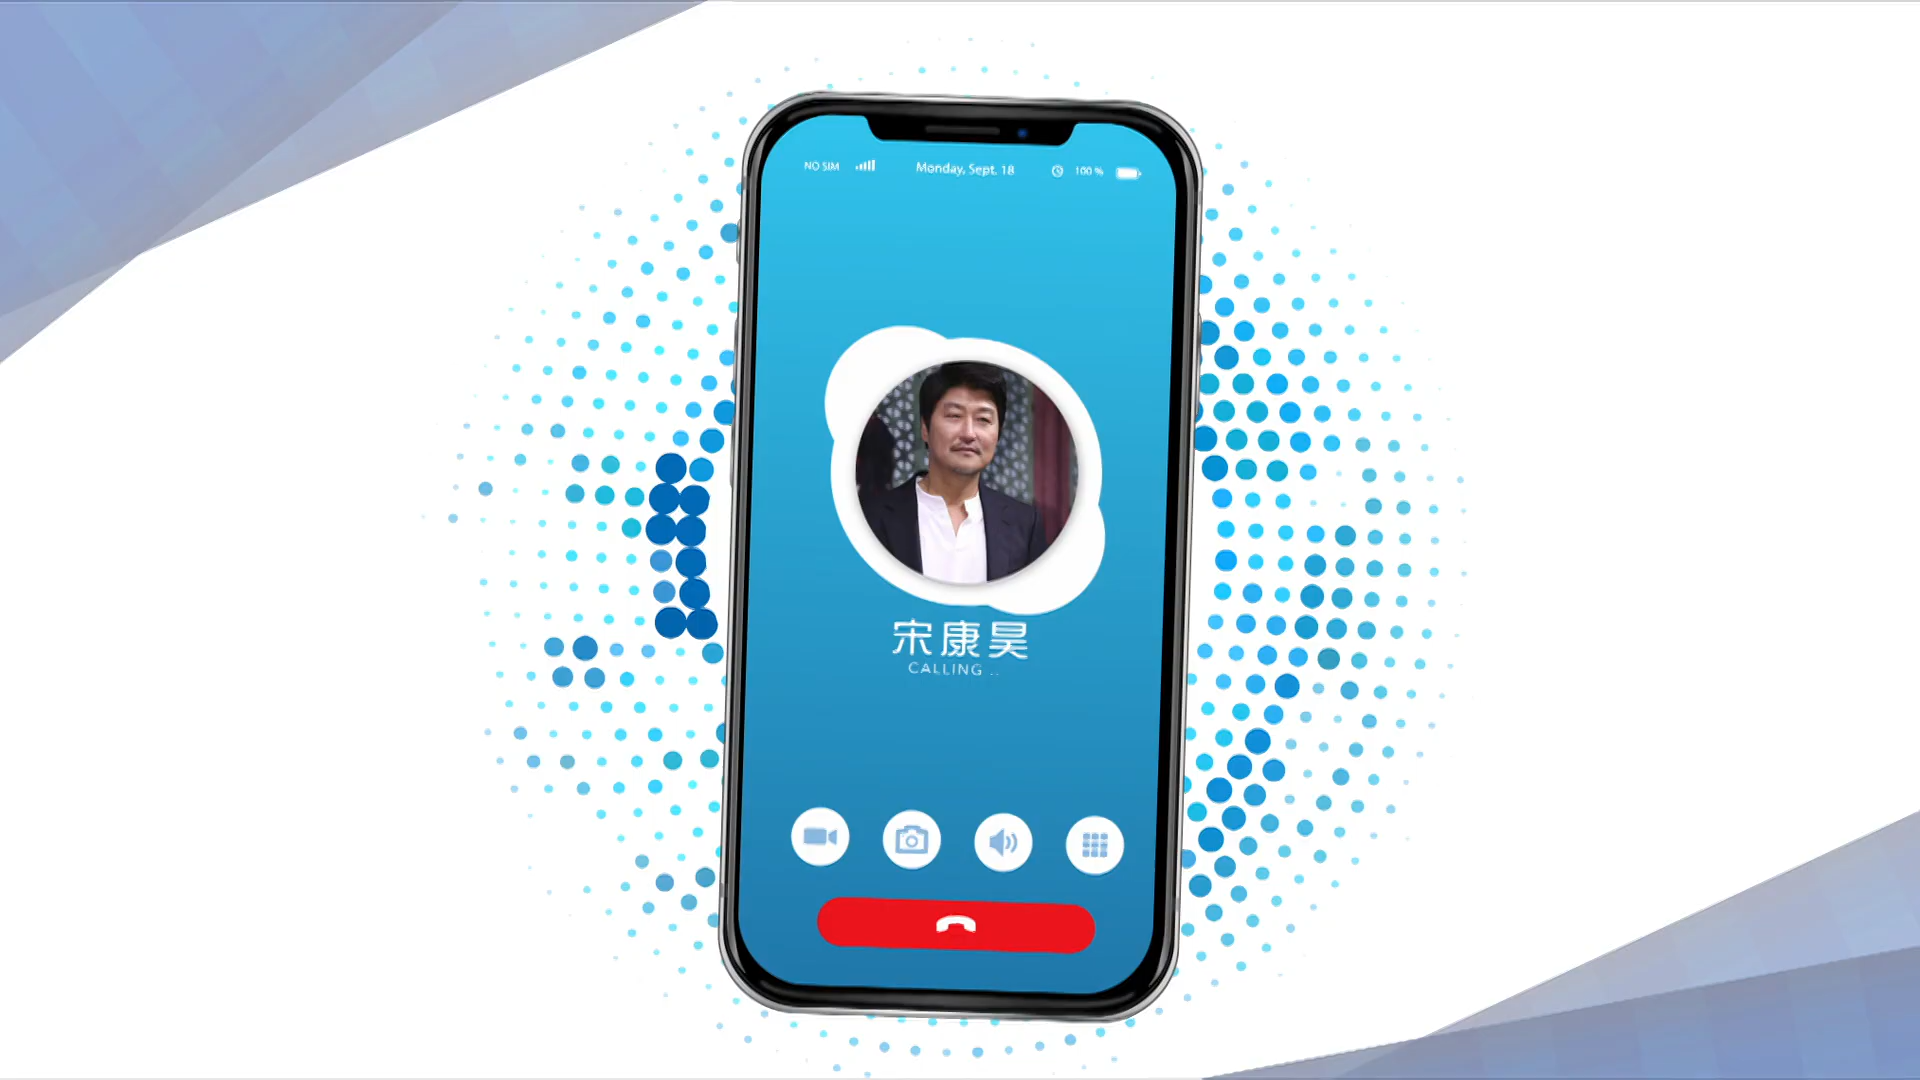 NO SIM Monday, Sept. 18 100 %
宋康昊
CALLING ..